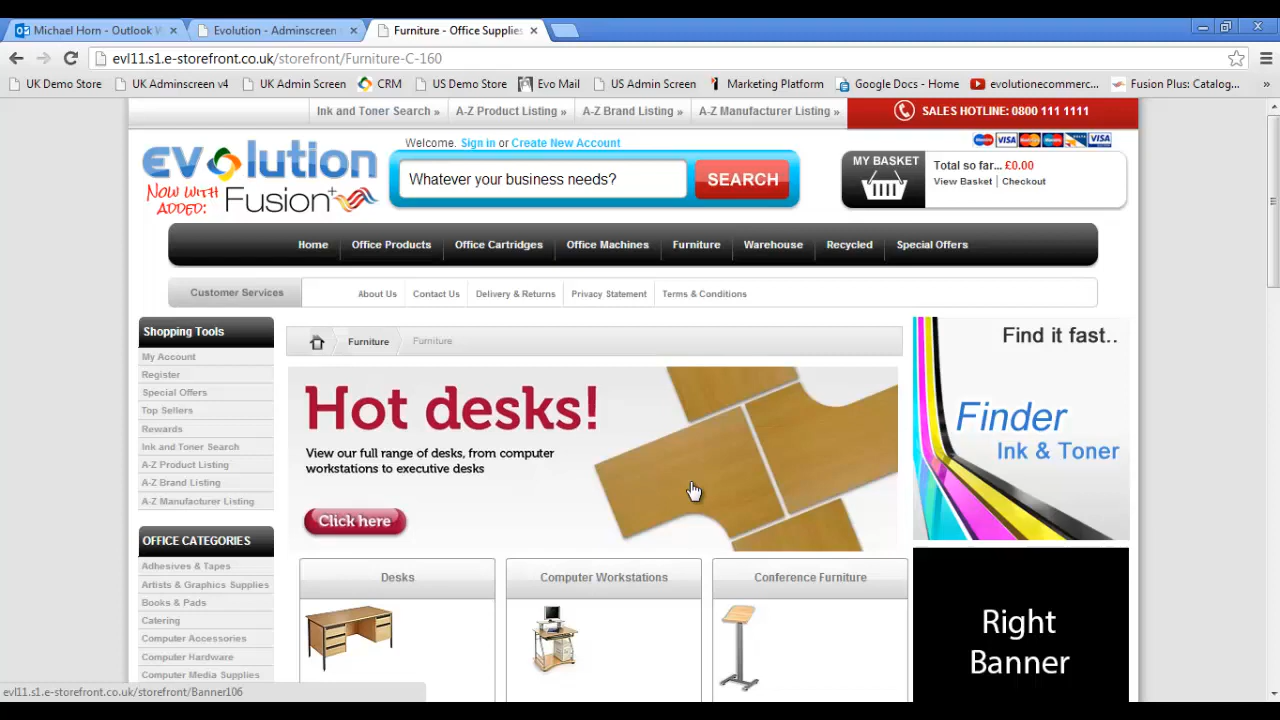 Michael Horn - Outlook W
Evolution - Adminscreen
Furniture - Office Supplies
evl11.s1.e-storefront.co.uk/storefront/Furniture-C-160
UK Demo Store
UK Adminscreen v4
UK Admin Screen
CRM
US Demo Store
Evo Mail
US Admin Screen
Marketing Platform
Google Docs - Home
evolutionecommerc...
Fusion Plus: Catalog...
Ink and Toner Search »
A-Z Product Listing »
A-Z Brand Listing »
A-Z Manufacturer Listing »
SALES HOTLINE: 0800 111 1111
Welcome. Sign in or Create New Account
EVolution
NOW WITH ADDED:
Fusion+
Whatever your business needs?
SEARCH
VISA
VISA
MY BASKET
Total so far... £0.00
View Basket | Checkout
Home
Office Products
Office Cartridges
Office Machines
Furniture
Warehouse
Recycled
Special Offers
Customer Services
About Us
Contact Us
Delivery & Returns
Privacy Statement
Terms & Conditions
Shopping Tools
My Account
Register
Special Offers
Top Sellers
Rewards
Ink and Toner Search
A-Z Product Listing
A-Z Brand Listing
A-Z Manufacturer Listing
OFFICE CATEGORIES
Adhesives & Tapes
Artists & Graphics Supplies
Books & Pads
Catering
Computer Accessories
Computer Hardware
Computer Media Supplies
Furniture
Furniture
Hot desks!
View our full range of desks, from computer
workstations to executive desks
Click here
Desks
Computer Workstations
Conference Furniture
Find it fast..
Finder
Ink & Toner
Right
Banner
evl11.s1.e-storefront.co.uk/storefront/Banner106